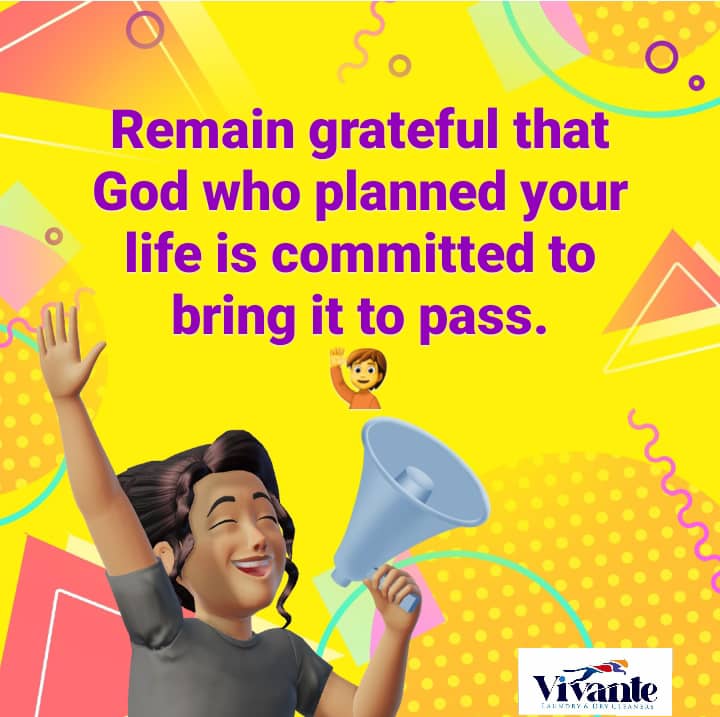 Remain grateful that
God who planned your
life is committed to
bring it to pass.
Vivante
LAUNDRY & DRY CLEANERS